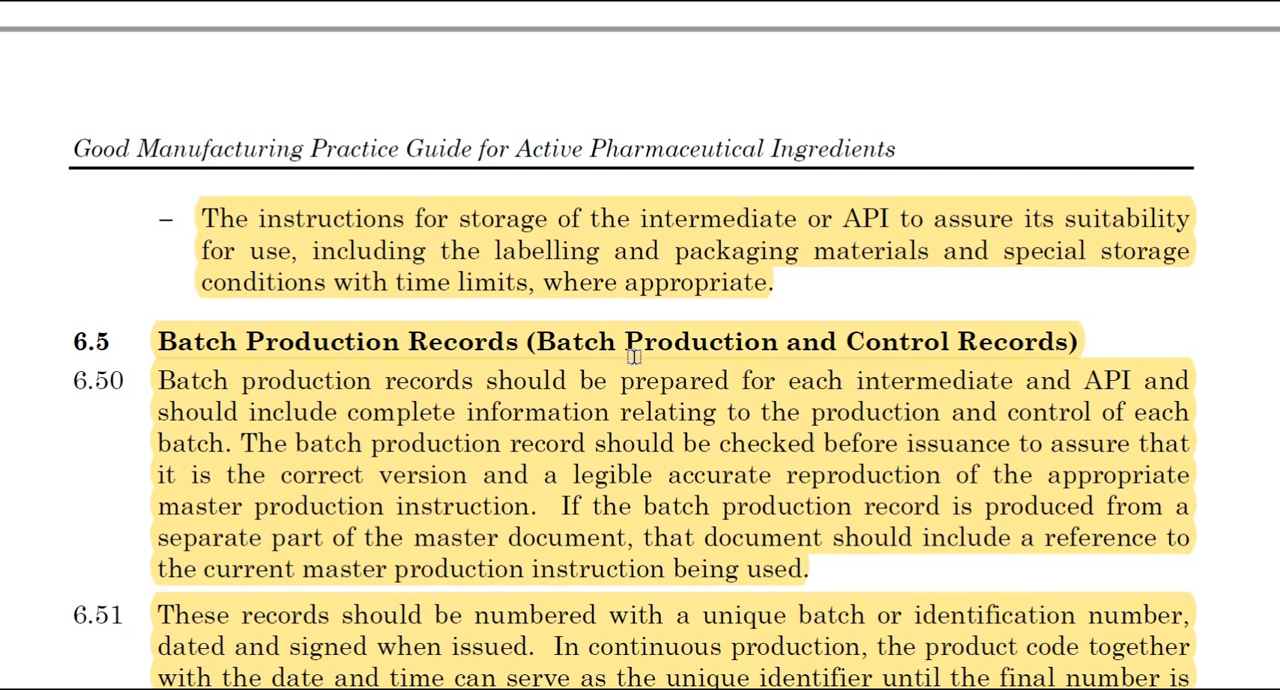 Good Manufacturing Practice Guide for Active Pharmaceutical Ingredients
– The instructions for storage of the intermediate or API to assure its suitability
for use, including the labelling and packaging materials and special storage
conditions with time limits, where appropriate.
6.5 Batch Production Records (Batch Production and Control Records)
6.50 Batch production records should be prepared for each intermediate and API and
should include complete information relating to the production and control of each
batch. The batch production record should be checked before issuance to assure that
it is the correct version and a legible accurate reproduction of the appropriate
master production instruction. If the batch production record is produced from a
separate part of the master document, that document should include a reference to
the current master production instruction being used.
6.51 These records should be numbered with a unique batch or identification number,
dated and signed when issued. In continuous production, the product code together
with the date and time can serve as the unique identifier until the final number is